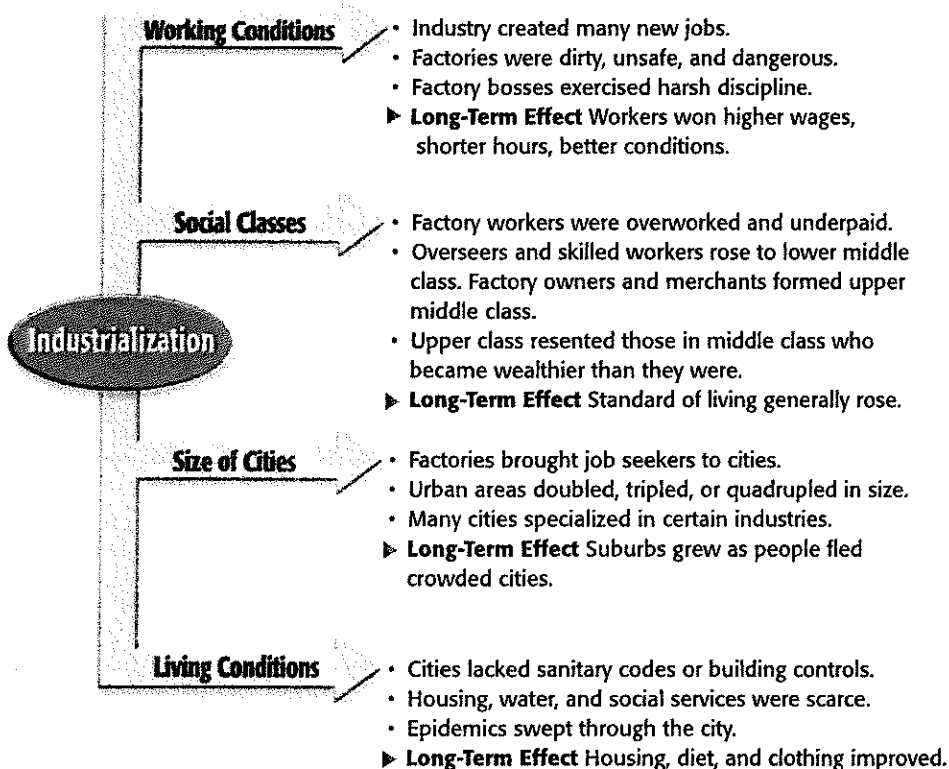 Working Conditions
• Industry created many new jobs.
• Factories were dirty, unsafe, and dangerous.
• Factory bosses exercised harsh discipline.
▶ Long-Term Effect Workers won higher wages,
shorter hours, better conditions.
Social Classes
• Factory workers were overworked and underpaid.
• Overseers and skilled workers rose to lower middle
class. Factory owners and merchants formed upper
middle class.
• Upper class resented those in middle class who
became wealthier than they were.
▶ Long-Term Effect Standard of living generally rose.
Industrialization
Size of Cities
• Factories brought job seekers to cities.
• Urban areas doubled, tripled, or quadrupled in size.
• Many cities specialized in certain industries.
▶ Long-Term Effect Suburbs grew as people fled
crowded cities.
Living Conditions
• Cities lacked sanitary codes or building controls.
• Housing, water, and social services were scarce.
• Epidemics swept through the city.
▶ Long-Term Effect Housing, diet, and clothing improved.